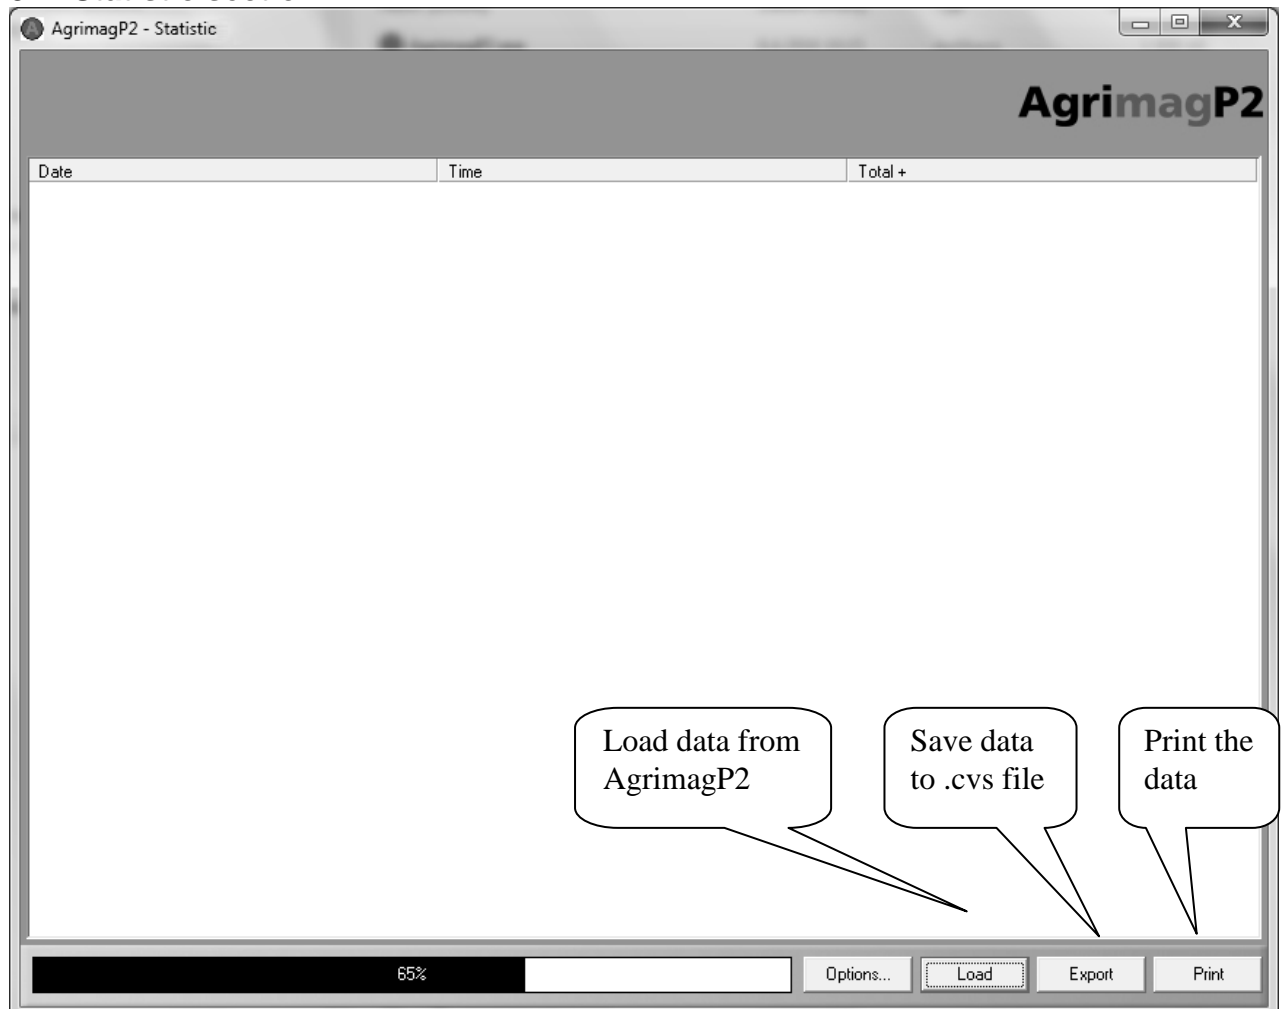 AgrimagP2 - Statistic
AgrimagP2
Date Time Total +
Load data from
AgrimagP2
Save data
to .cvs file
Print the
data
65% Options... Load Export Print